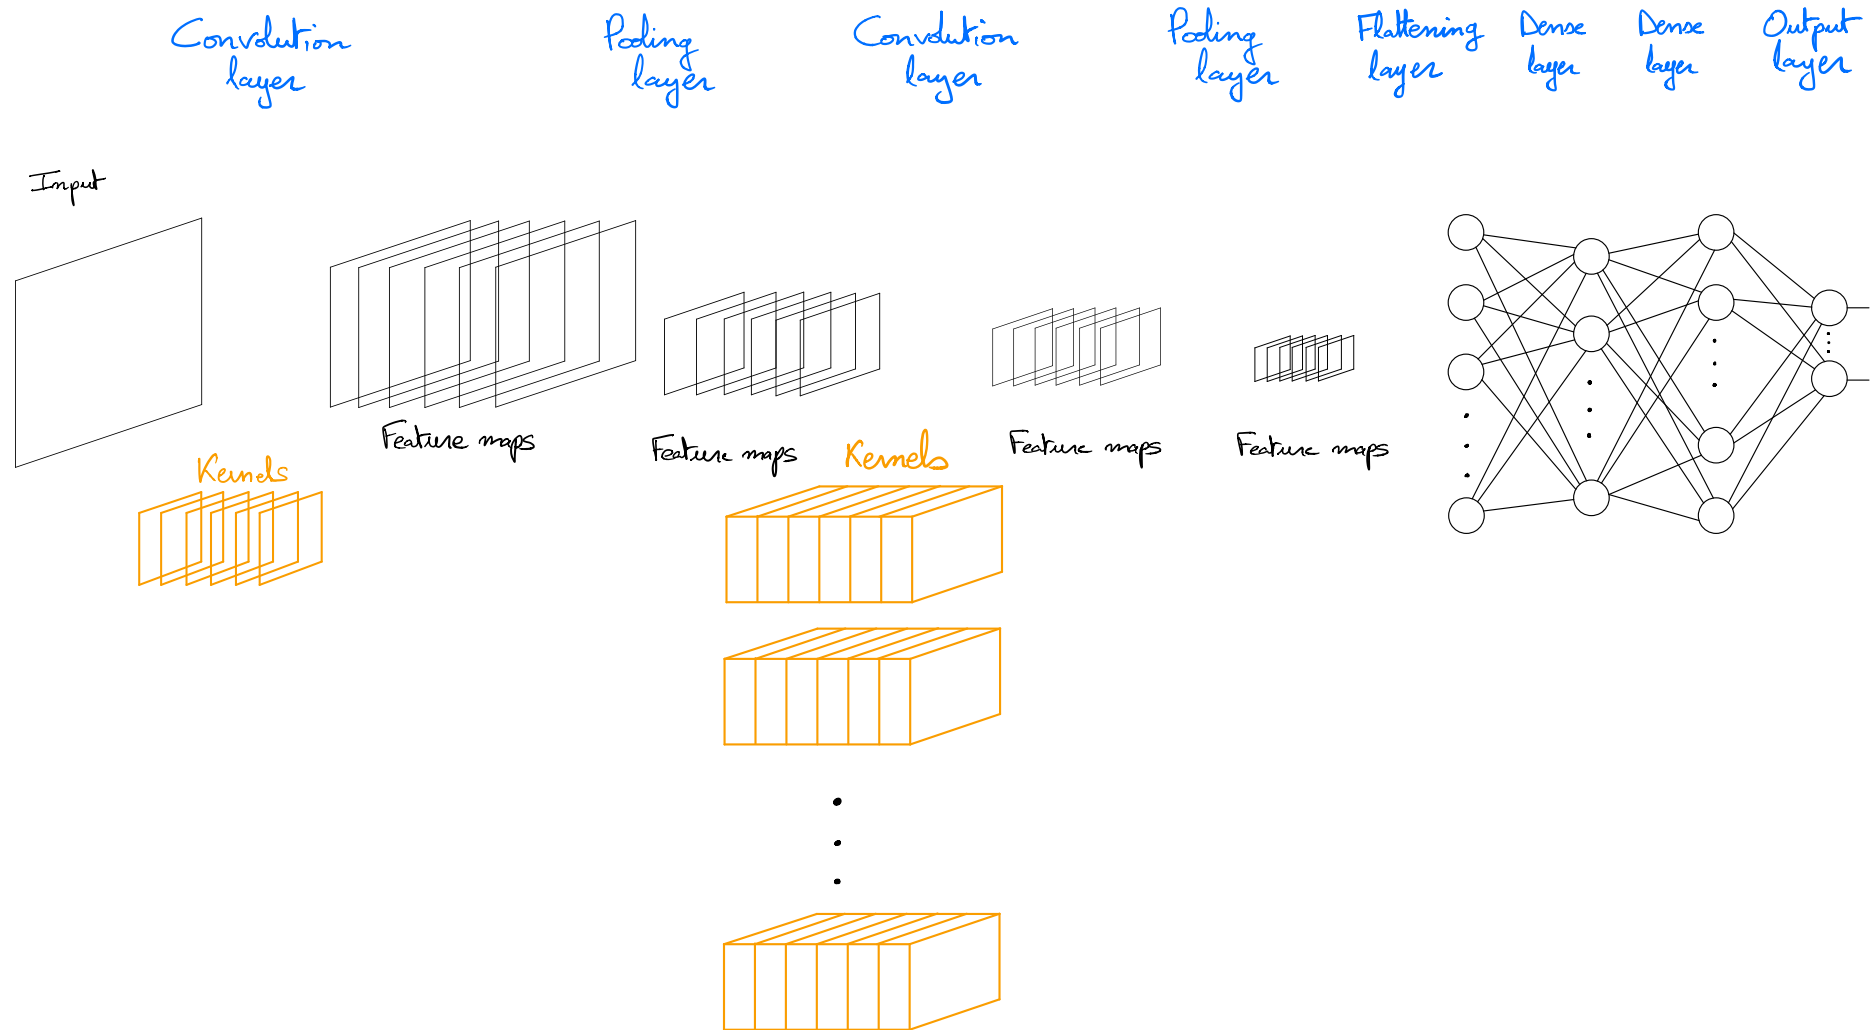 Convolution
layer
Pooling
layer
Convolution
layer
Pooling
layer
Flattening
layer
Dense
layer
Dense
layer
Output
layer
Input
Feature maps
Feature maps
Feature maps
Feature maps
Kernels
Kernels